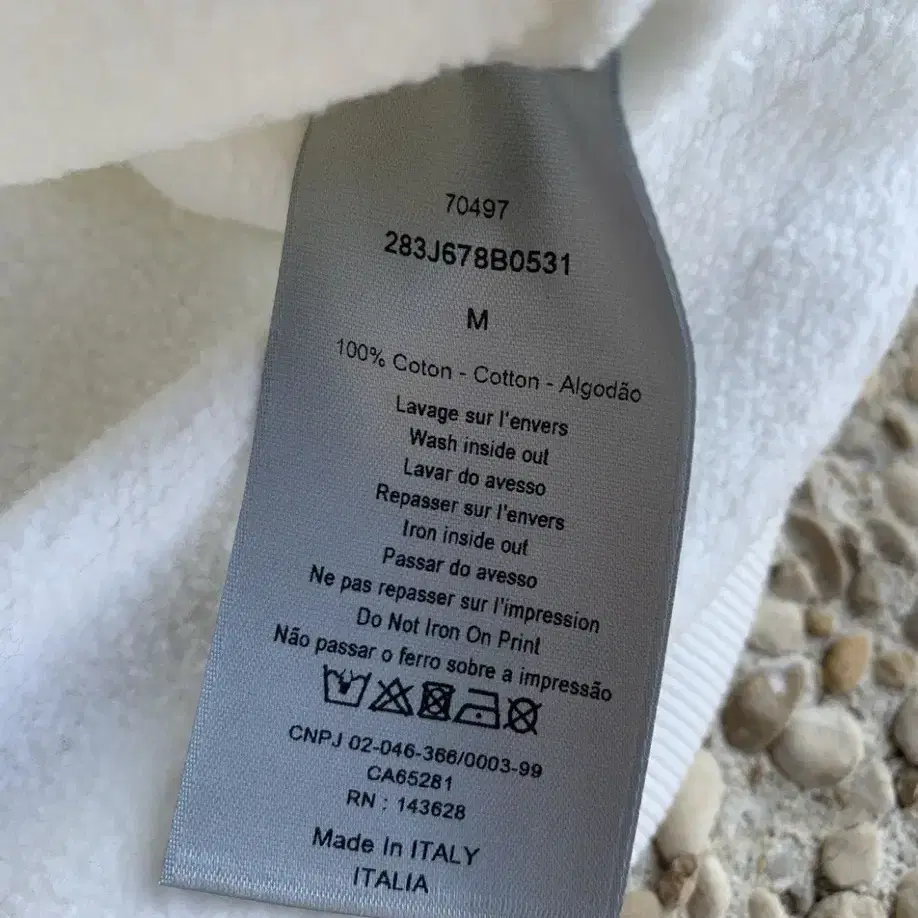 70497
283J678B0531
M
100% Coton - Cotton - Algodão
Lavage sur l'envers
Wash inside out
Lavar do avesso
Repasser sur l'envers
Iron inside out
Passar do avesso
Ne pas repasser sur l'impression
Do Not Iron On Print
Não passar o ferro sobre a impressão
CNPJ 02-046-366/0003-99
CA65281
RN : 143628
Made In ITALY
ITALIA